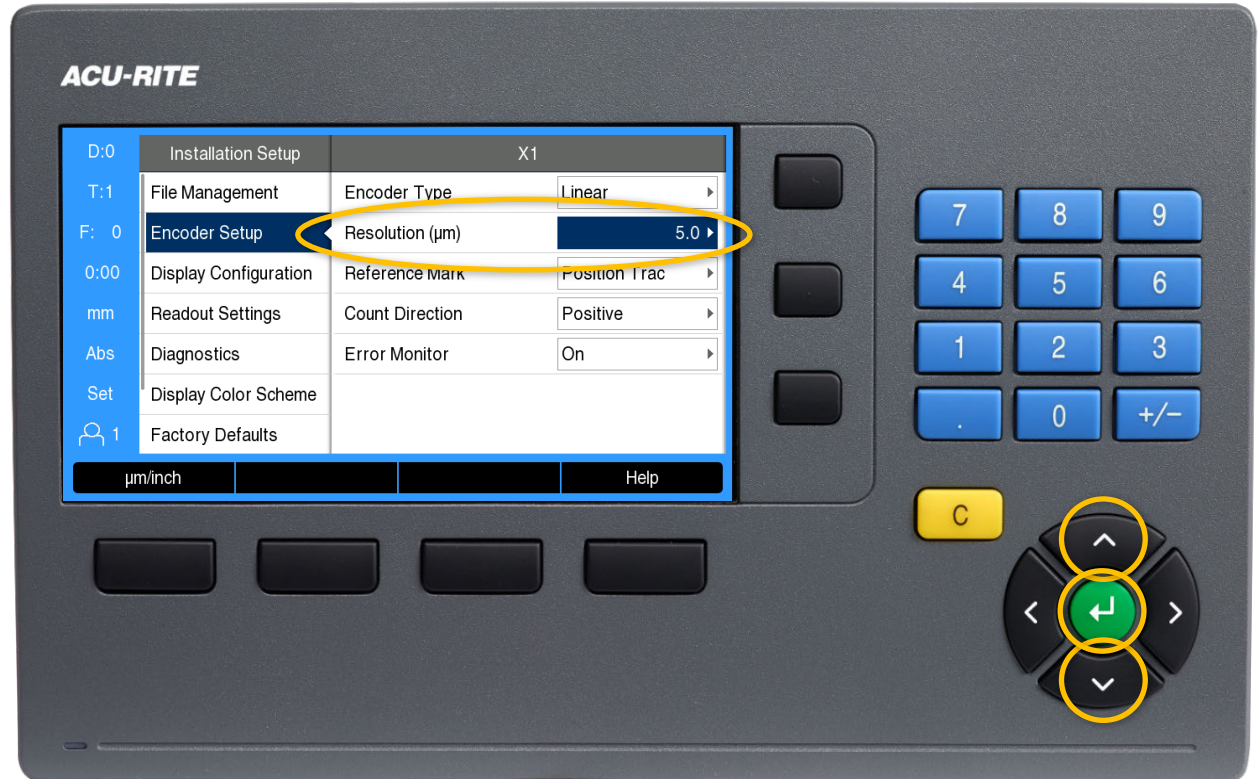 ACU-RITE
D:0
T:1
F: 0
0:00
mm
Abs
Set
1
Installation Setup
File Management
Encoder Setup
Display Configuration
Readout Settings
Diagnostics
Display Color Scheme
Factory Defaults
X1
Encoder Type Linear
Resolution (µm) 5.0
Reference Mark Position Trac
Count Direction Positive
Error Monitor On
µm/inch Help
7 8 9
4 5 6
1 2 3
. 0 +/−
C